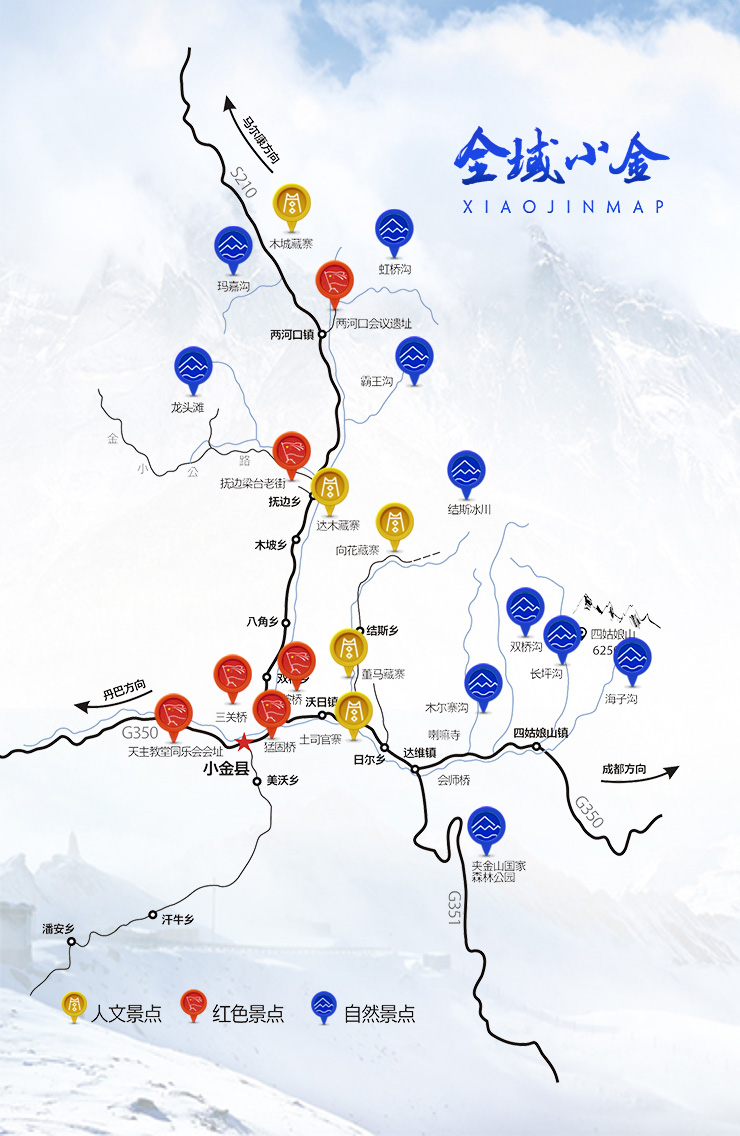 全域小金
XIAOJINMAP
马尔康方向
S210
木城藏寨
玛嘉沟
虹桥沟
两河口会议遗址
两河口镇
霸王沟
龙头滩
金小公路
抚边梁台老街
抚边乡
达木藏寨
结斯冰川
向花藏寨
木坡乡
八角乡
结斯乡
双桥沟
四姑娘山
长坪沟
海子沟
董马藏寨
丹巴方向
三关桥
沃日镇
木尔寨沟
G350
天主教堂同乐会会址
猛固桥
土司官寨
喇嘛寺
四姑娘山镇
小金县
日尔乡
达维镇
会师桥
成都方向
美沃乡
G350
夹金山国家
森林公园
G351
潘安乡
汗牛乡
人文景点
红色景点
自然景点